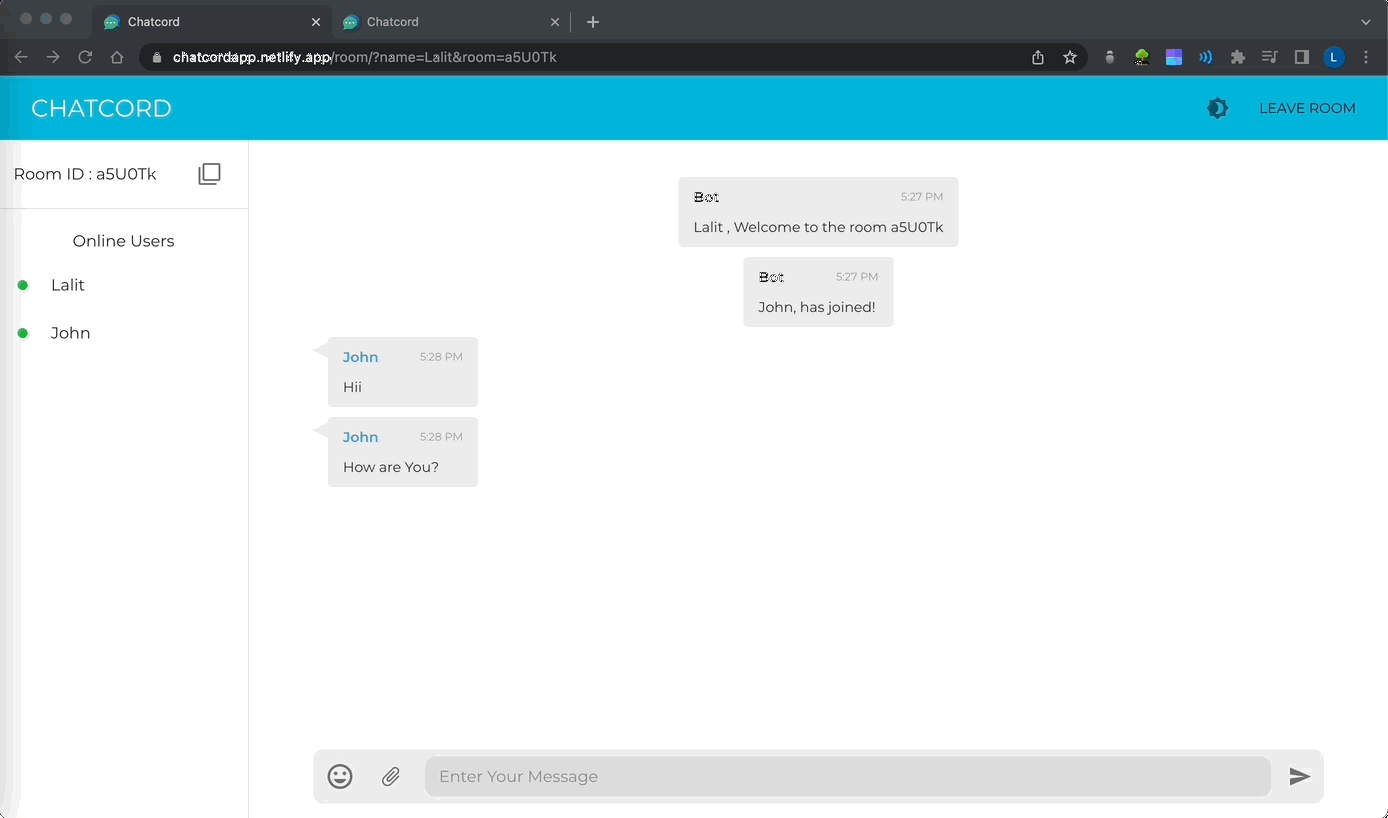 Chatcord
Chatcord
chatcordapp.netlify.app/room/?name=Lalit&room=a5U0Tk
L
CHATCORD
LEAVE ROOM
Room ID : a5U0Tk
Online Users
Lalit
John
Bot 5:27 PM
Lalit , Welcome to the room a5U0Tk
Bot 5:27 PM
John, has joined!
John 5:28 PM
Hii
John 5:28 PM
How are You?
Enter Your Message